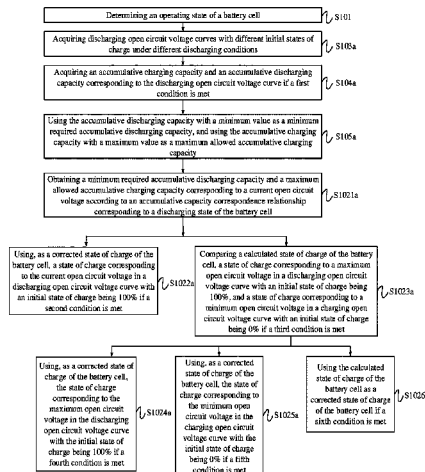 Determining an operating state of a battery cell
S101
Acquiring discharging open circuit voltage curves with different initial states of
charge under different discharging conditions
S103a
Acquiring an accumulative charging capacity and an accumulative discharging
capacity corresponding to the discharging open circuit voltage curve if a first
condition is met
S104a
Using the accumulative discharging capacity with a minimum value as a minimum
required accumulative discharging capacity, and using the accumulative charging
capacity with a maximum value as a maximum allowed accumulative charging
capacity
S105a
Obtaining a minimum required accumulative discharging capacity and a maximum
allowed accumulative charging capacity corresponding to a current open circuit
voltage according to an accumulative capacity correspondence relationship
corresponding to a discharging state of the battery cell
S1021a
Using, as a corrected state of charge of the
battery cell, a state of charge corresponding
to the current open circuit voltage in a
discharging open circuit voltage curve with
an initial state of charge being 100% if a
second condition is met
S1022a
Comparing a calculated state of charge of the battery
cell, a state of charge corresponding to a maximum
open circuit voltage in a discharging open circuit
voltage curve with an initial state of charge being
100%, and a state of charge corresponding to a
minimum open circuit voltage in a charging open
circuit voltage curve with an initial state of charge
being 0% if a third condition is met
S1023a
Using, as a corrected state of
charge of the battery cell,
the state of charge
corresponding to the
maximum open circuit
voltage in the discharging
open circuit voltage curve
with the initial state of
charge being 100% if a
fourth condition is met
S1024a
Using, as a corrected
state of charge of the
battery cell, the state of
charge corresponding to
the minimum open
circuit voltage in the
charging open circuit
voltage curve with the
initial state of charge
being 0% if a fifth
condition is met
S1025a
Using the calculated
state of charge of the
battery cell as a
corrected state of charge
of the battery cell if a
sixth condition is met
S1026